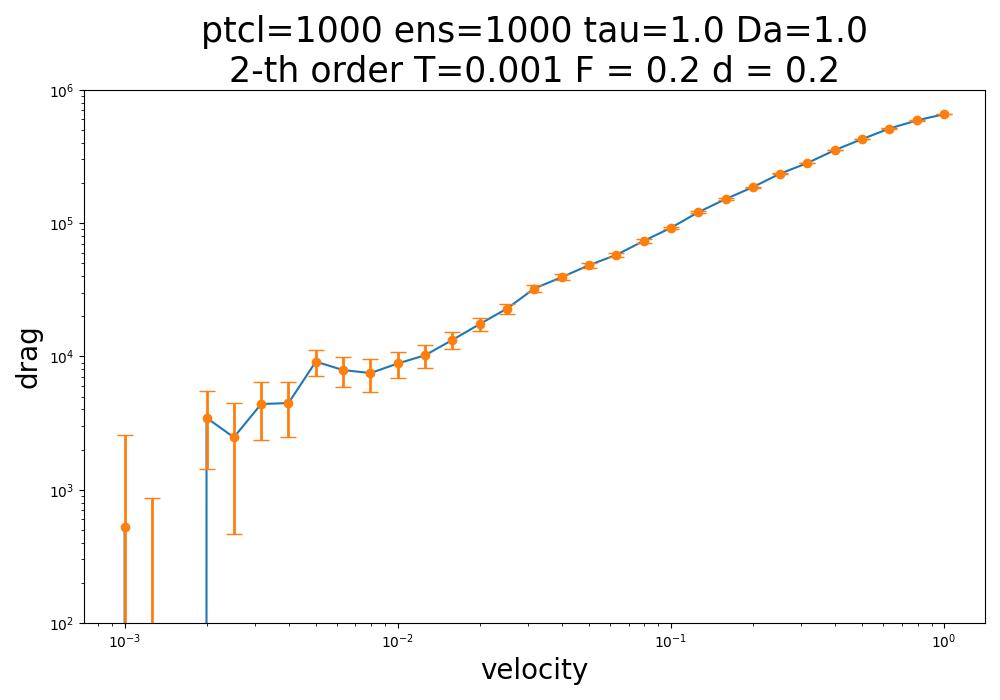 ptcl=1000 ens=1000 tau=1.0 Da=1.0
2-th order T=0.001 F = 0.2 d = 0.2
10^6
10^5
10^4
10^3
10^2
drag
10^-3
10^-2
10^-1
10^0
velocity